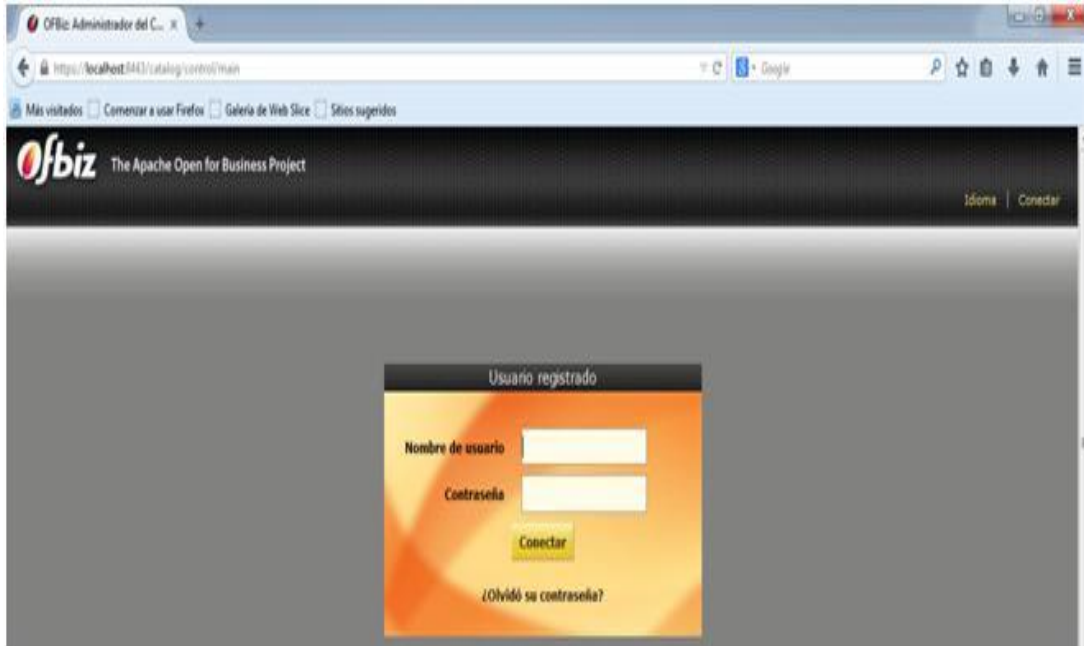 OFBiz: Administrador del C... ×
https://localhost:8443/catalog/control/main
Google
Más visitados Comenzar a usar Firefox Galería de Web Slice Sitios sugeridos
Ofbiz The Apache Open for Business Project
Idioma | Conectar
Usuario registrado
Nombre de usuario
Contraseña
Conectar
¿Olvidó su contraseña?